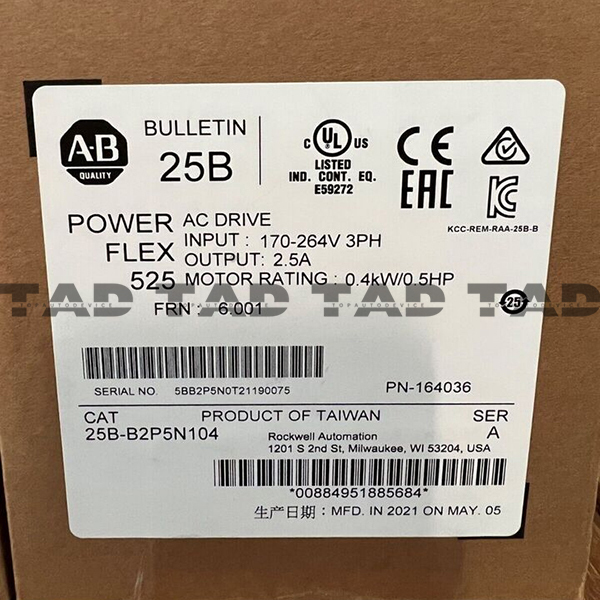 A-B
QUALITY
BULLETIN
25B
C UL US
LISTED
IND. CONT. EQ.
E59272
CE
EAC
KCC-REM-RAA-25B-B
POWER
FLEX
525
AC DRIVE
INPUT : 170-264V 3PH
OUTPUT: 2.5A
MOTOR RATING : 0.4kW/0.5HP
FRN : 6.001
25
TAD TAD TAD TAD TAD
TOPAUTODEVICE
SERIAL NO. 5BB2P5N0T21190075
PN-164036
CAT
25B-B2P5N104
PRODUCT OF TAIWAN
Rockwell Automation
1201 S 2nd St, Milwaukee, WI 53204, USA
SER
A
*00884951885684*
生产日期: MFD. IN 2021 ON MAY. 05